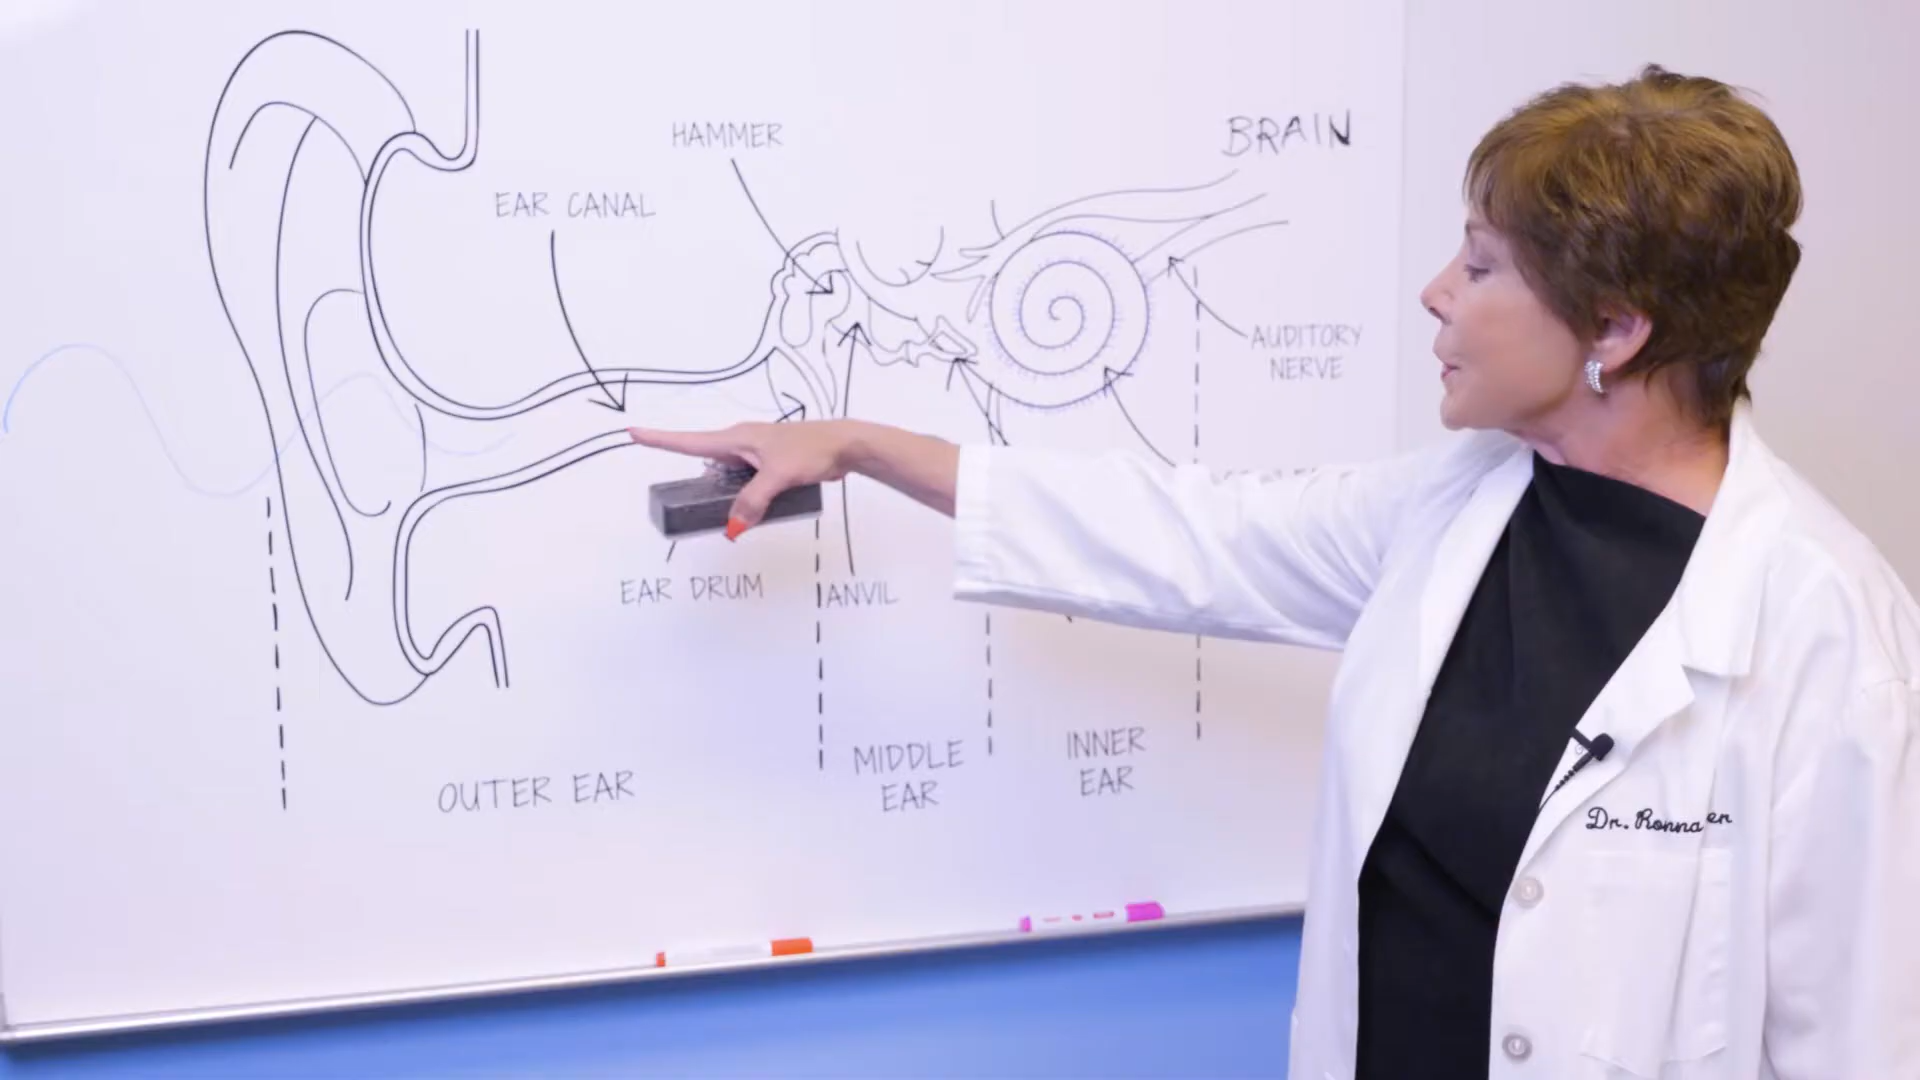 HAMMER
BRAIN
EAR CANAL
AUDITORY
NERVE
EAR DRUM
ANVIL
MIDDLE
EAR
INNER
EAR
OUTER EAR
Dr. Ronna